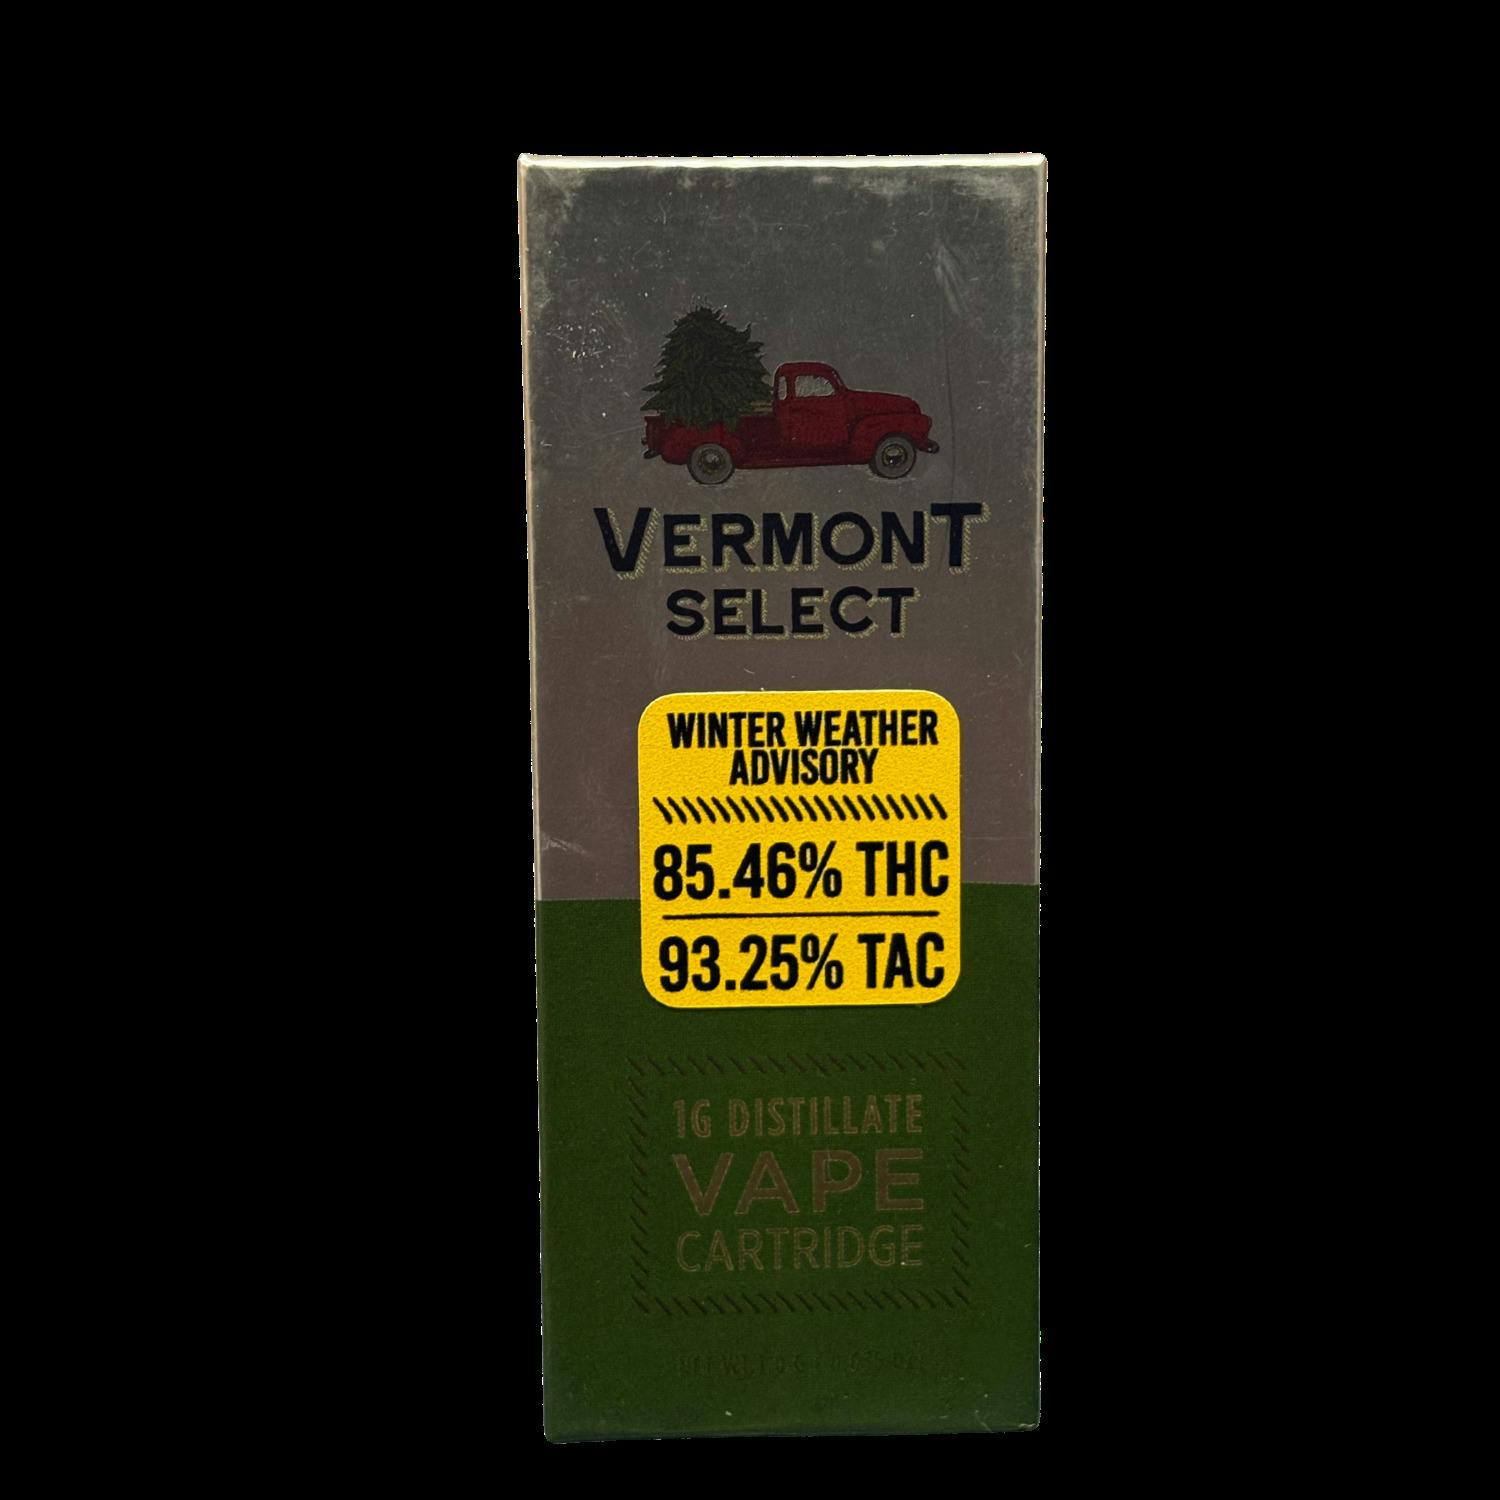 VERMONT
SELECT
WINTER WEATHER
ADVISORY
85.46% THC
93.25% TAC
1G DISTILLATE
VAPE
CARTRIDGE